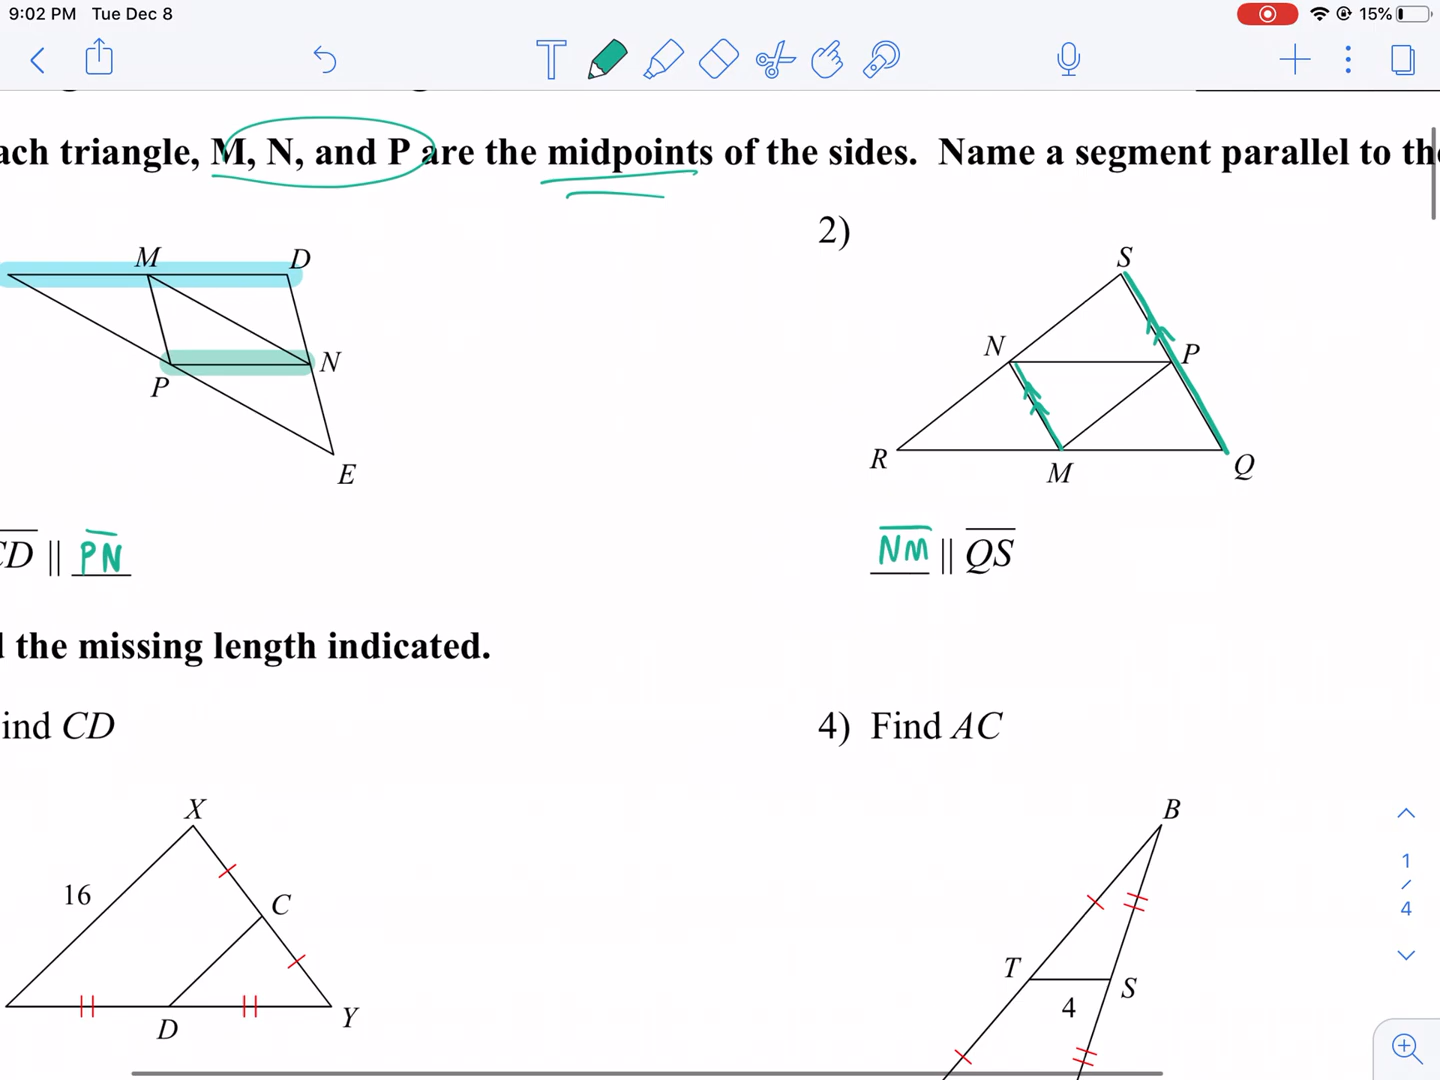 9:02 PM Tue Dec 8
15%
ach triangle, M, N, and P are the midpoints of the sides. Name a segment parallel to th
2)
M
D
N
P
E
S
N
P
R
M
Q
CD || PN
NM || QS
the missing length indicated.
ind CD
4) Find AC
X
16
C
D
Y
B
T
S
4
1
/
4